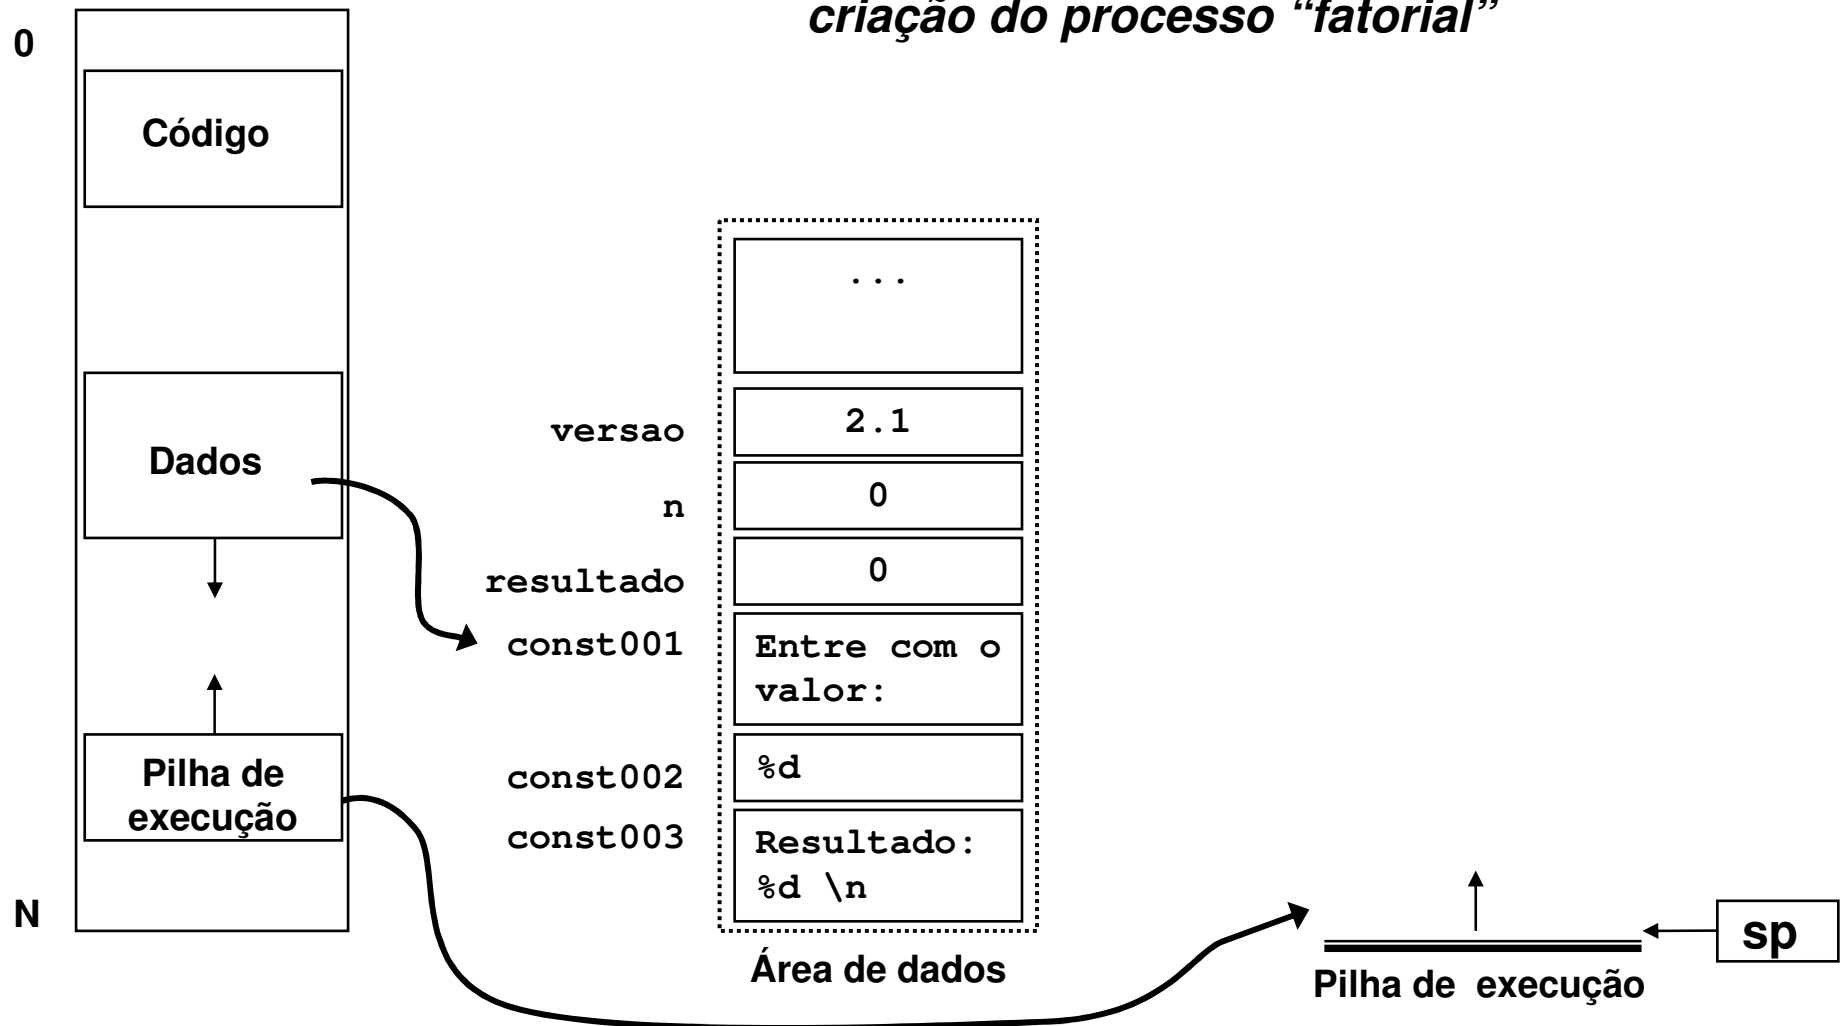 criação do processo “fatorial”
0
Código
Dados
Pilha de
execução
N
...
versao
2.1
n
0
resultado
0
const001
Entre com o
valor:
const002
%d
const003
Resultado:
%d \n
Área de dados
sp
Pilha de execução